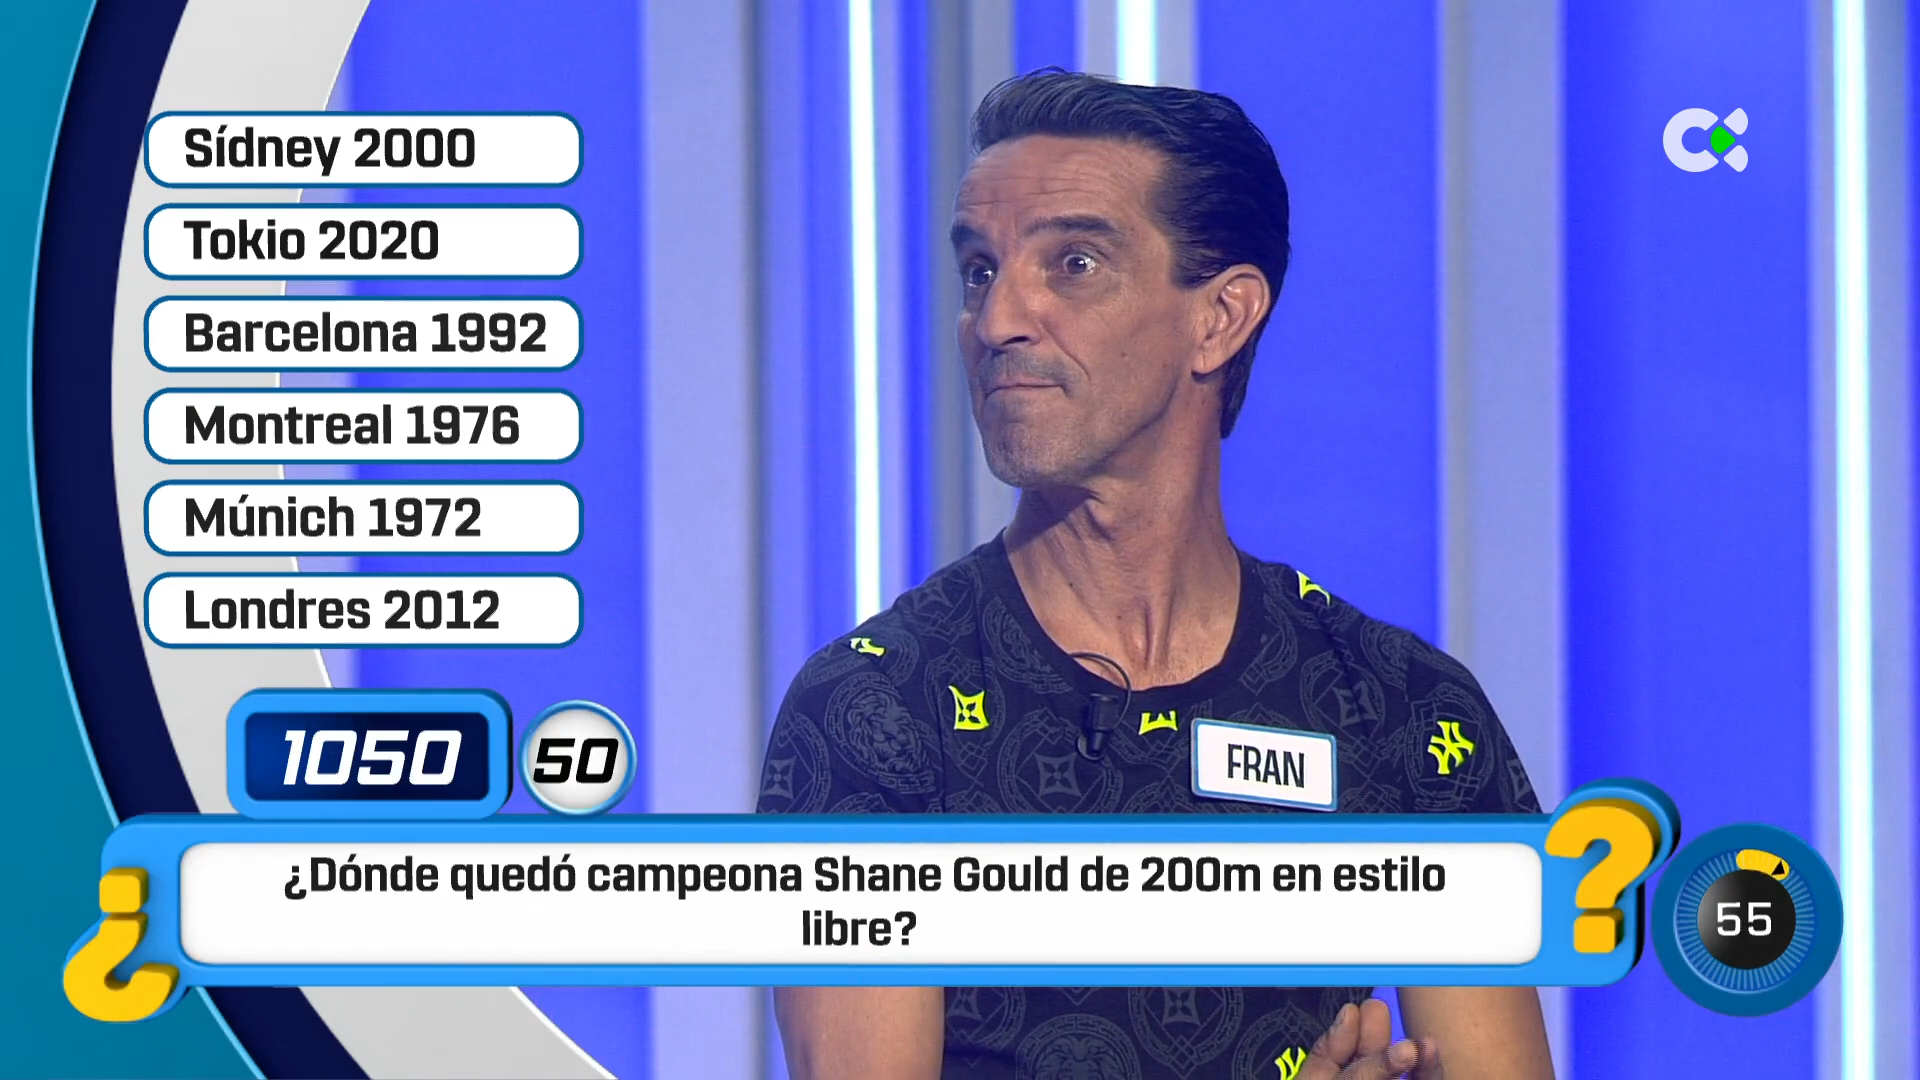 Sídney 2000
Tokio 2020
Barcelona 1992
Montreal 1976
Múnich 1972
Londres 2012
1050
50
FRAN
¿Dónde quedó campeona Shane Gould de 200m en estilo
libre?
55